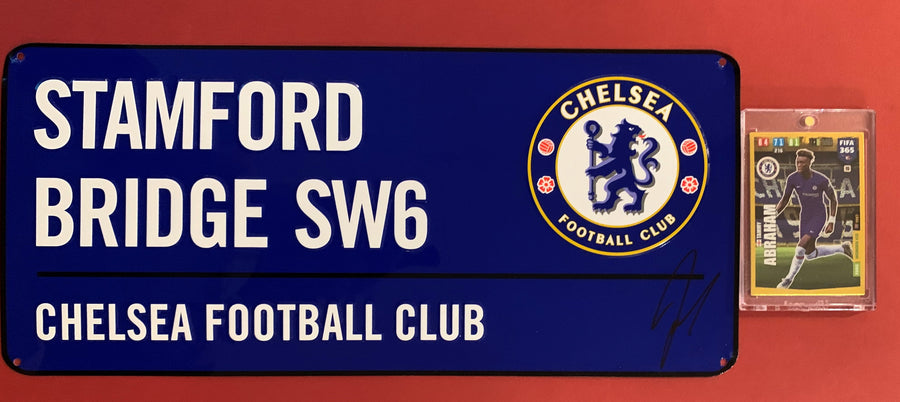 STAMFORD
BRIDGE SW6
CHELSEA FOOTBALL CLUB
CHELSEA
FOOTBALL CLUB
FIFA
365
ABRAHAM